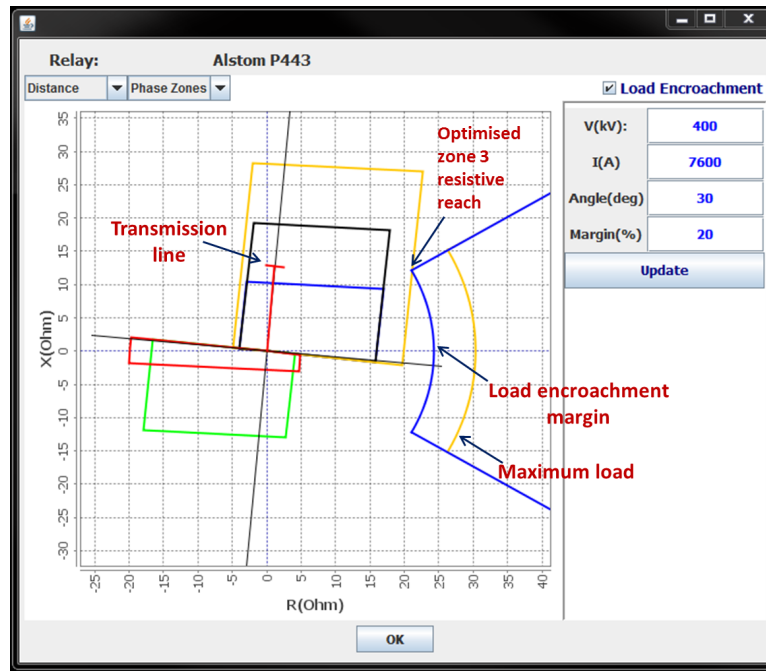 Relay: Alstom P443
Distance Phase Zones Load Encroachment
V(kV): 400
I(A) 7600
Angle(deg) 30
Margin(%) 20
Update
Optimised
zone 3
resistive
reach
Transmission
line
Load encroachment
margin
Maximum load
X(Ohm)
35
30
25
20
15
10
5
0
-5
-10
-15
-20
-25
-30
-25 -20 -15 -10 -5 0 5 10 15 20 25 30 35 40
R(Ohm)
OK